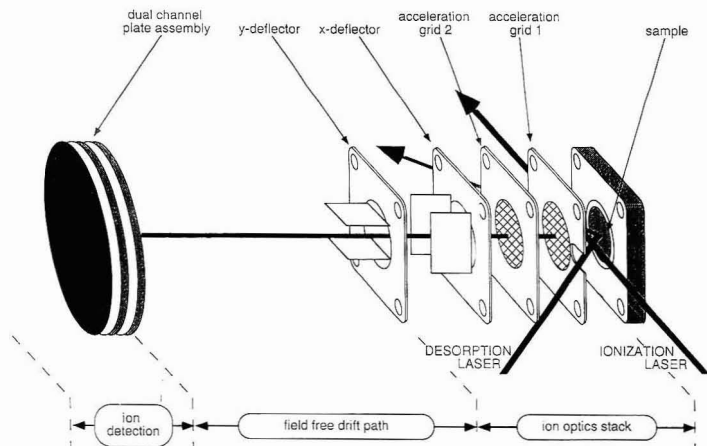 dual channel
plate assembly
y-deflector
x-deflector
acceleration
grid 2
acceleration
grid 1
sample
DESORPTION
LASER
IONIZATION
LASER
ion
detection
field free drift path
ion optics stack